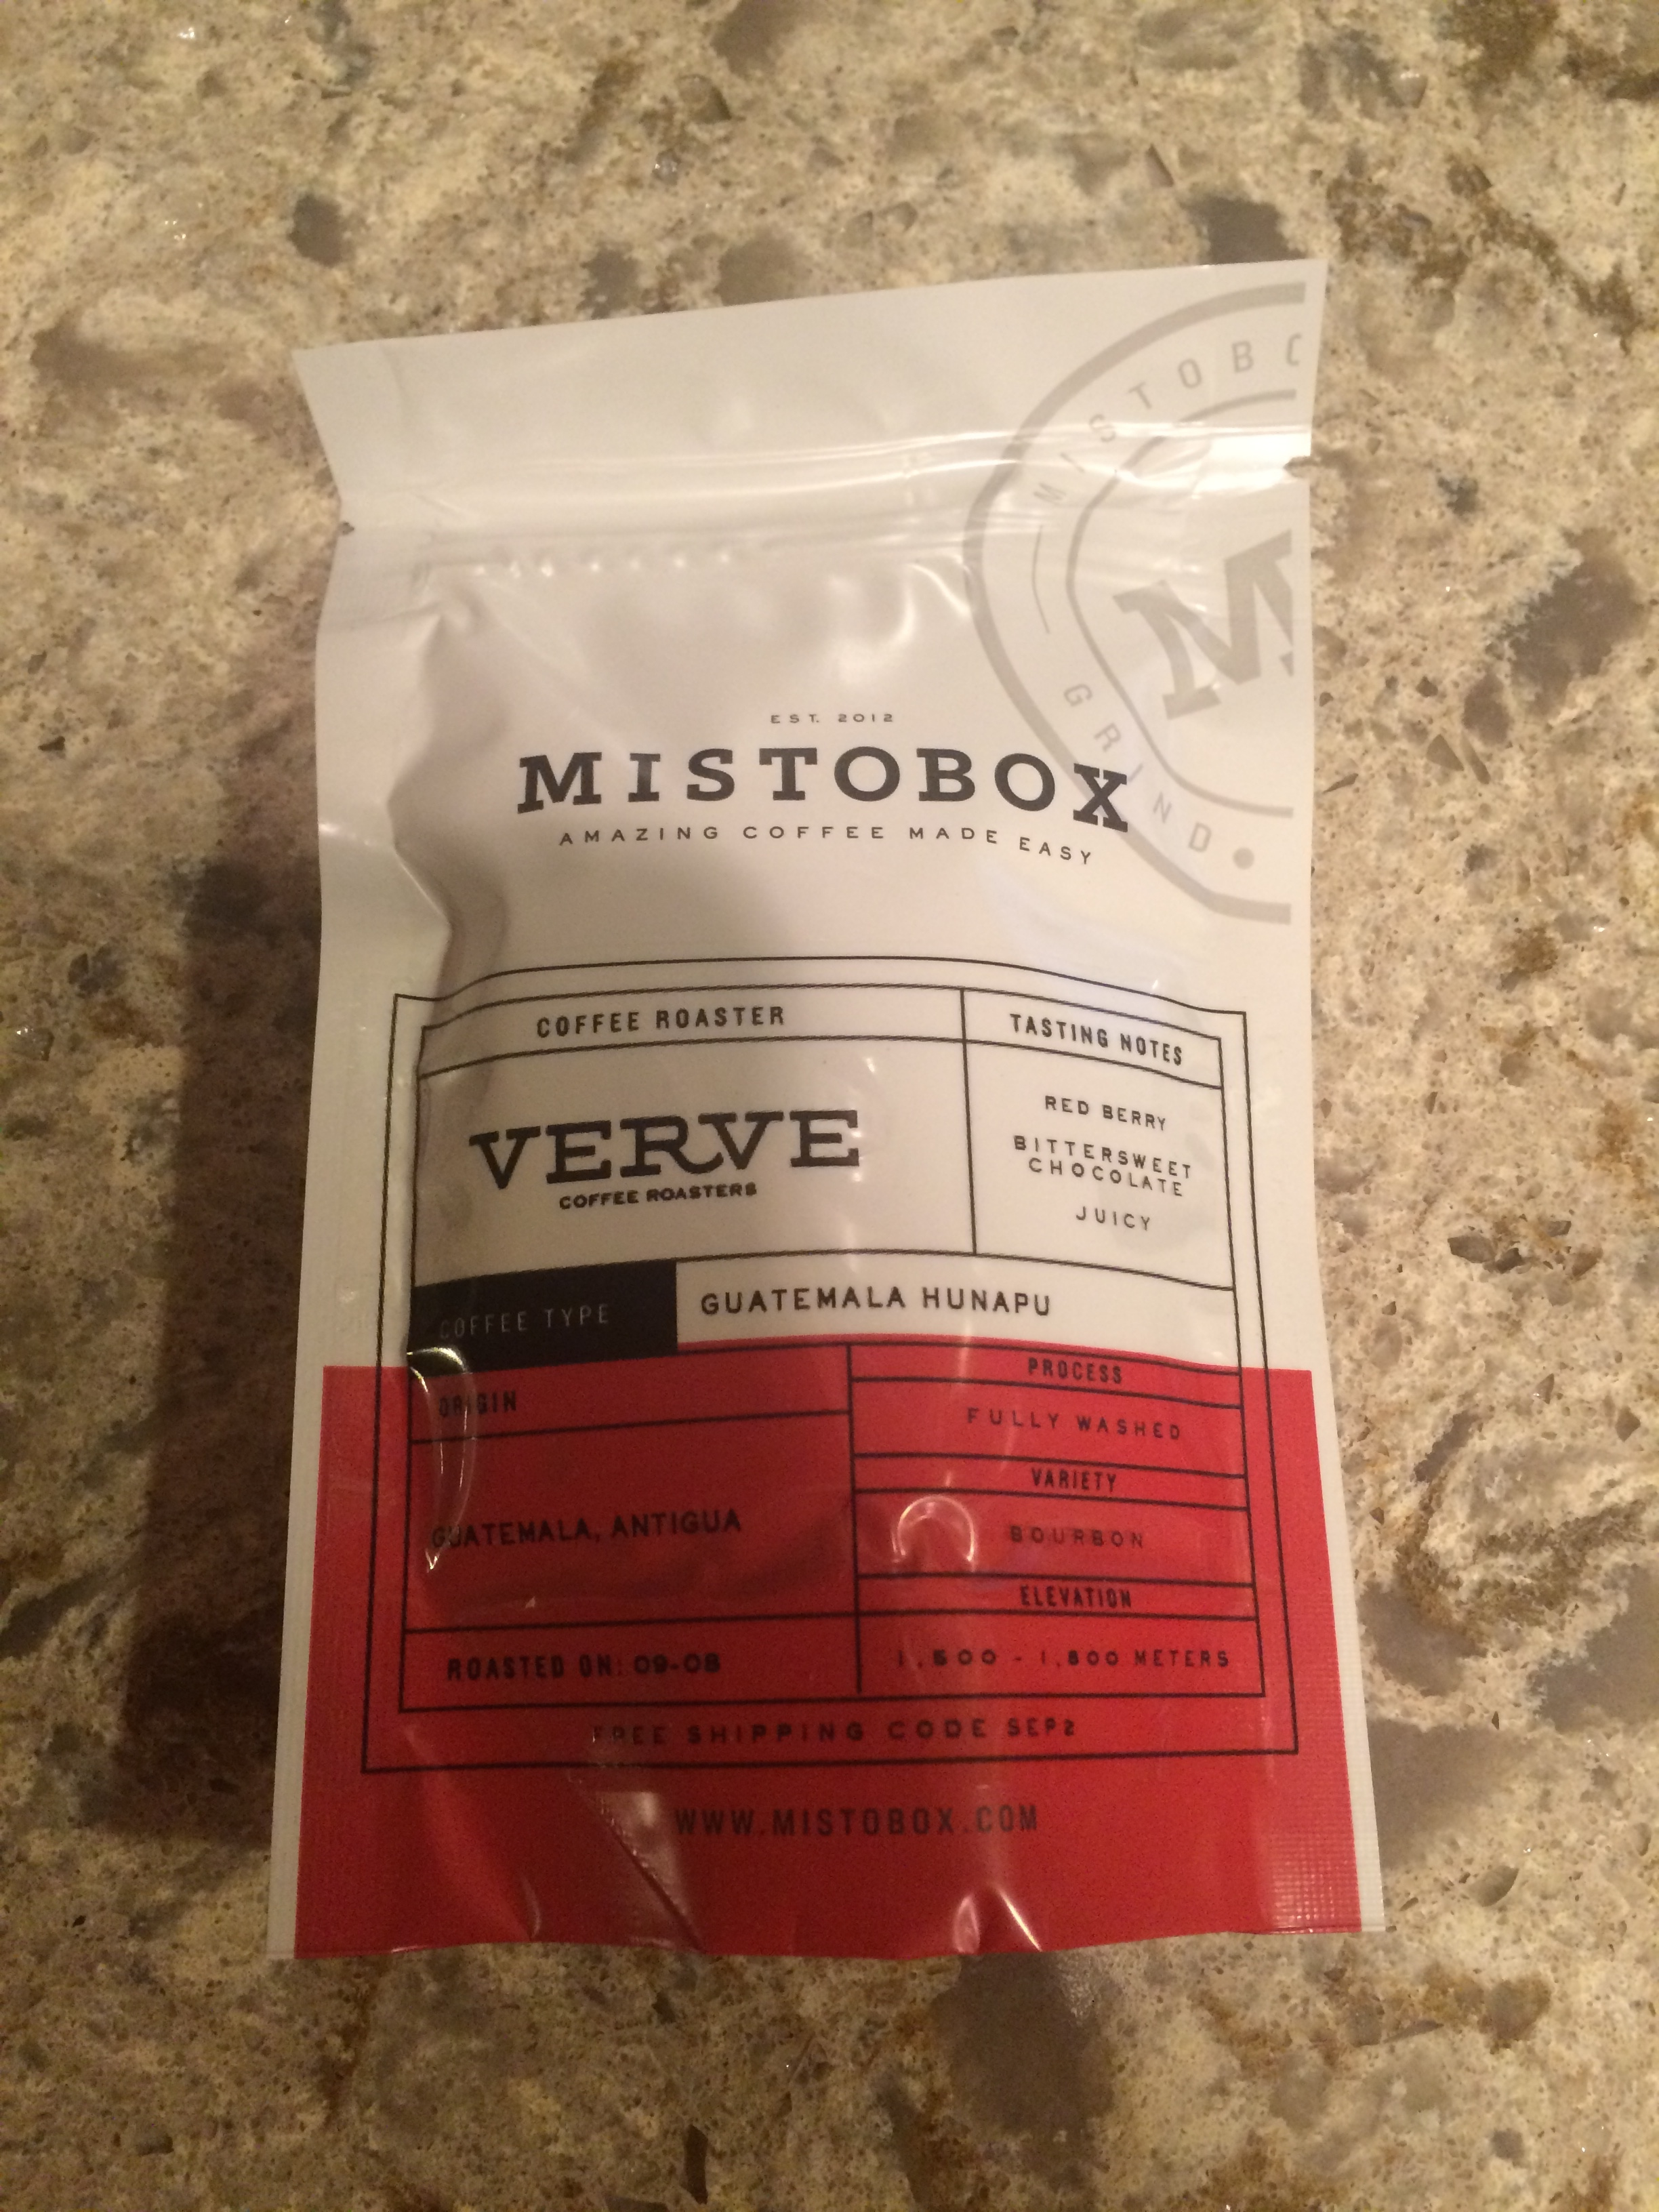 MISTOBO
M
GRIND
EST. 2012
MISTOBOX
AMAZING COFFEE MADE EASY
COFFEE ROASTER
TASTING NOTES
VERVE
COFFEE ROASTERS
RED BERRY
BITTERSWEET
CHOCOLATE
JUICY
COFFEE TYPE
GUATEMALA HUNAPU
ORIGIN
GUATEMALA, ANTIGUA
PROCESS
FULLY WASHED
VARIETY
BOURBON
ELEVATION
1,500 - 1,800 METERS
ROASTED ON: 09-08
FREE SHIPPING CODE SEP2
WWW.MISTOBOX.COM